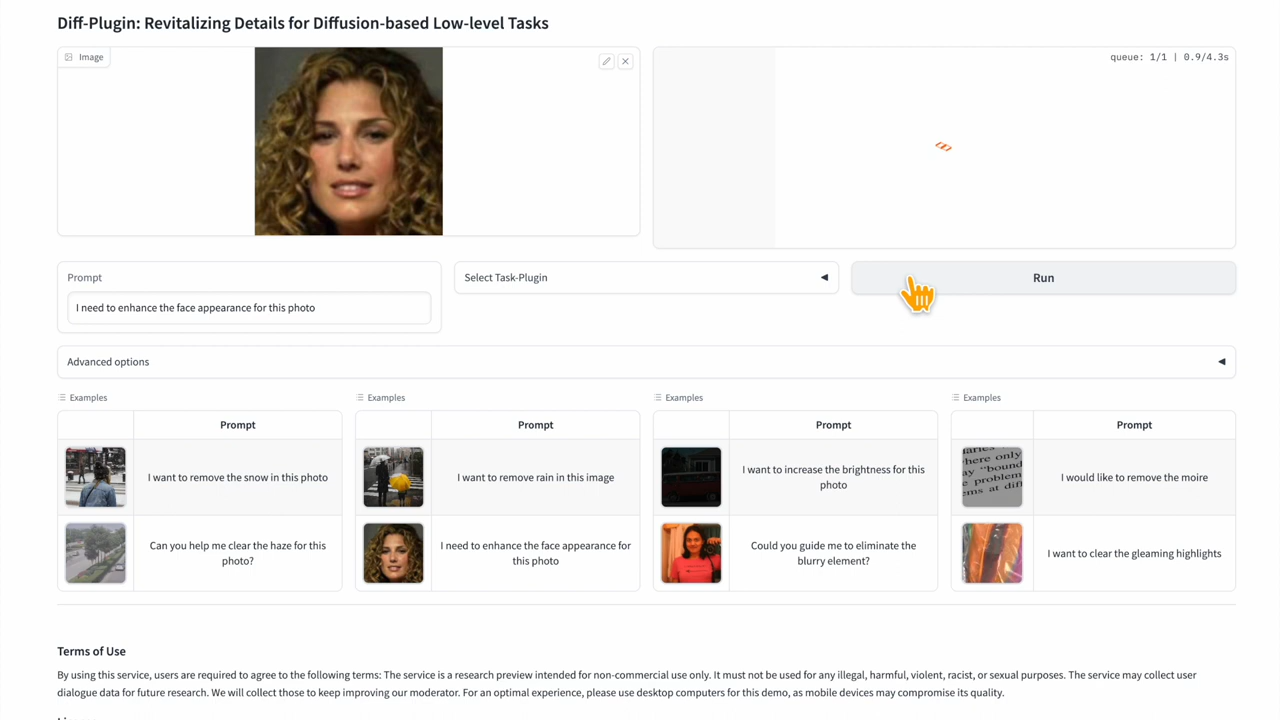 Diff-Plugin: Revitalizing Details for Diffusion-based Low-level Tasks
Image
queue: 1/1 | 0.9/4.3s
Prompt
I need to enhance the face appearance for this photo
Select Task-Plugin
Run
Advanced options
Examples
Prompt
I want to remove the snow in this photo
Can you help me clear the haze for this
photo?
Examples
Prompt
I want to remove rain in this image
I need to enhance the face appearance for
this photo
Examples
Prompt
I want to increase the brightness for this
photo
Could you guide me to eliminate the
blurry element?
Examples
Prompt
here only
ay "bound
problem
ems at diff
I would like to remove the moire
I want to clear the gleaming highlights
Terms of Use
By using this service, users are required to agree to the following terms: The service is a research preview intended for non-commercial use only. It must not be used for any illegal, harmful, violent, racist, or sexual purposes. The service may collect user
dialogue data for future research. We will collect those to keep improving our moderator. For an optimal experience, please use desktop computers for this demo, as mobile devices may compromise its quality.